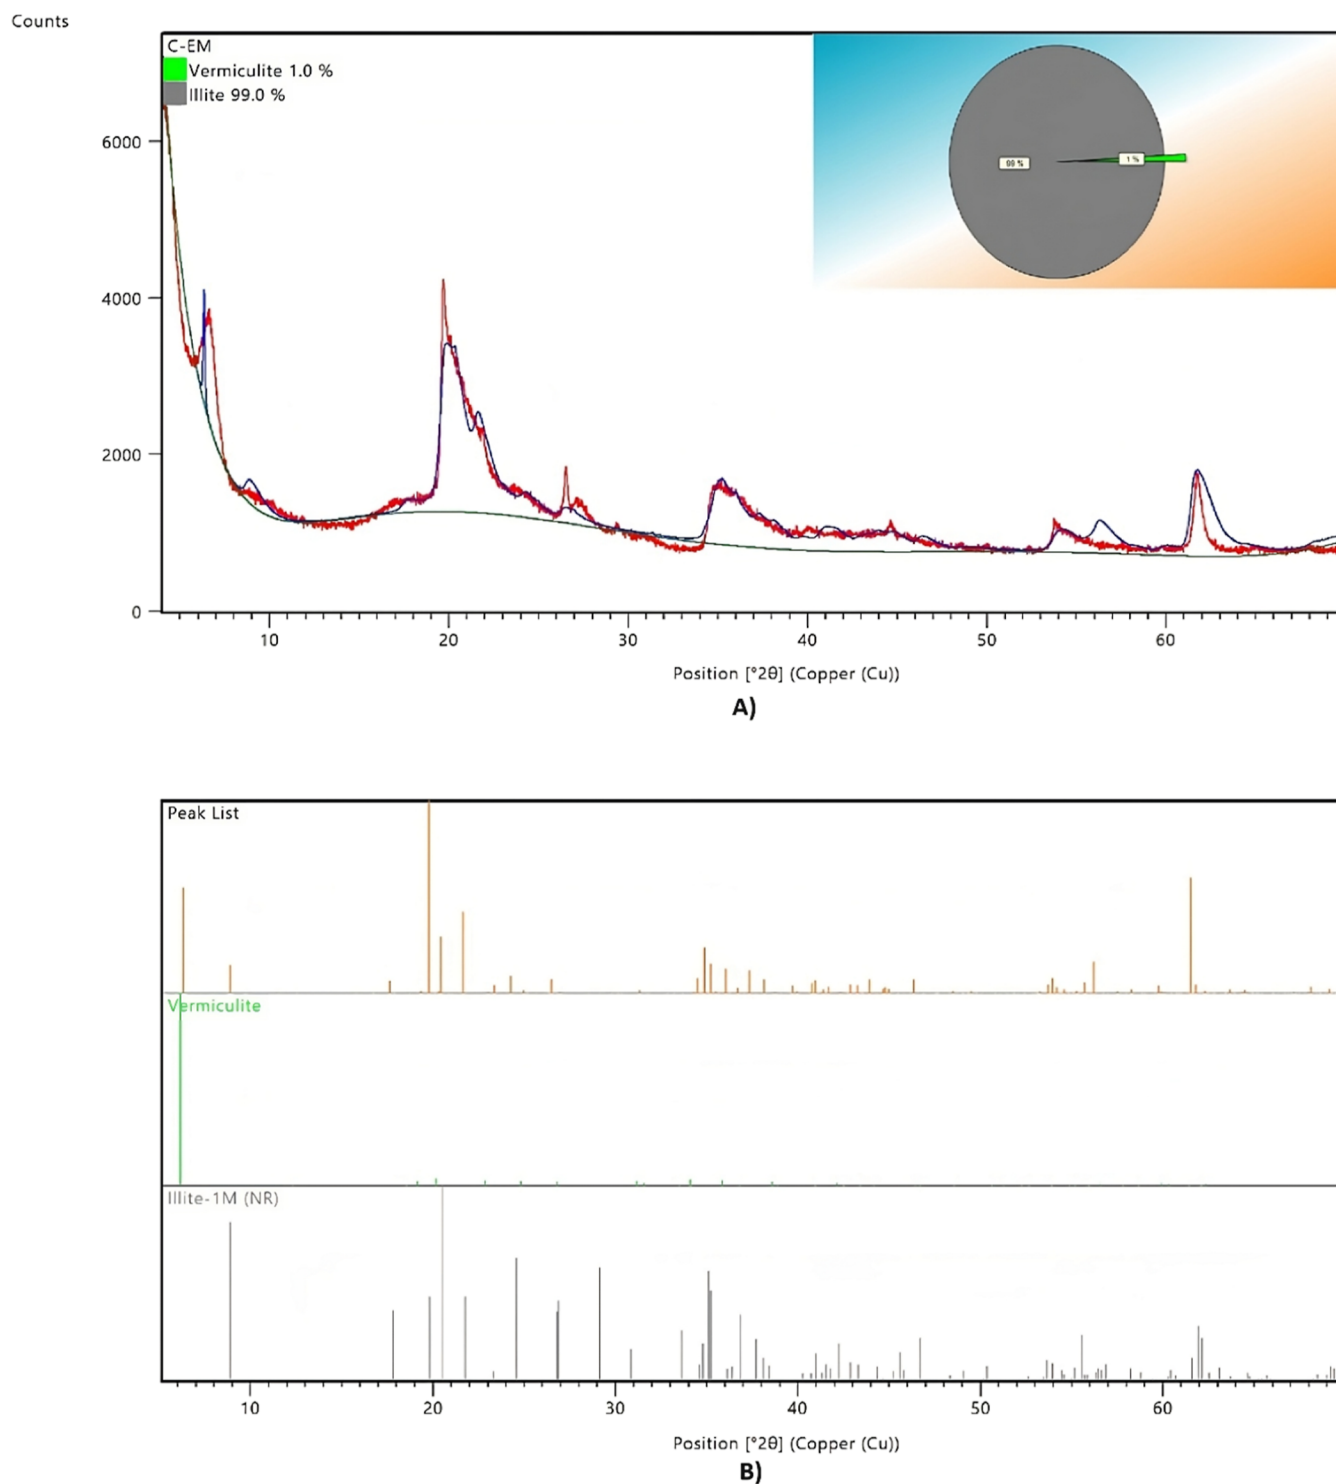 Counts
C-EM
Vermiculite 1.0 %
Illite 99.0 %
99 %
1 %
6000
4000
2000
0
10 20 30 40 50 60
Position [°2θ] (Copper (Cu))
A)
Peak List
Vermiculite
Illite-1M (NR)
10 20 30 40 50 60
Position [°2θ] (Copper (Cu))
B)